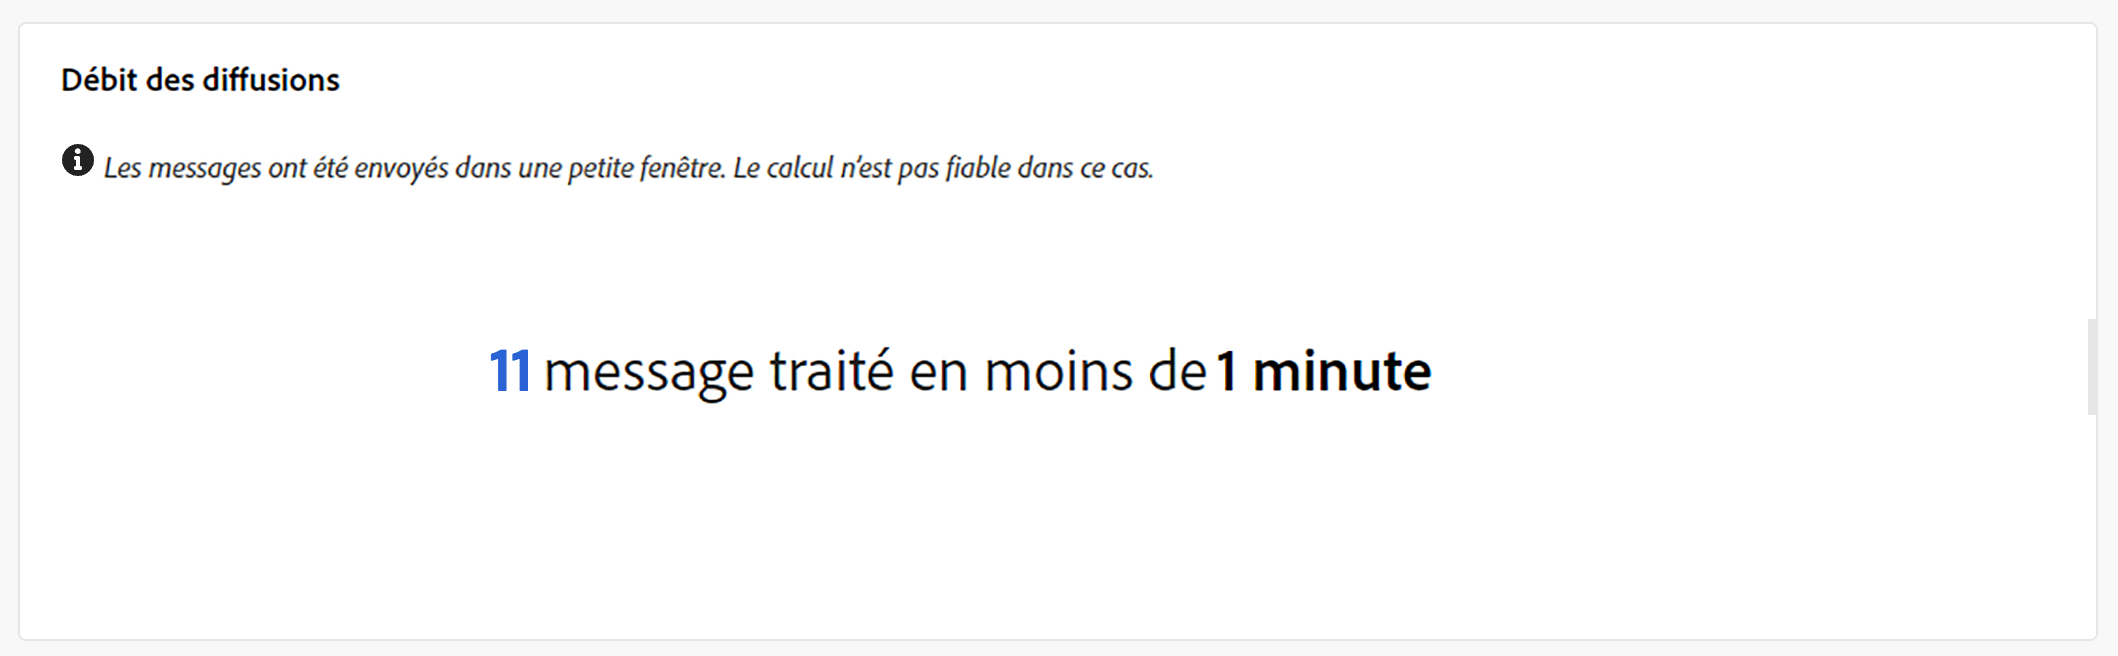 Débit des diffusions
Les messages ont été envoyés dans une petite fenêtre. Le calcul n’est pas fiable dans ce cas.
11 message traité en moins de 1 minute